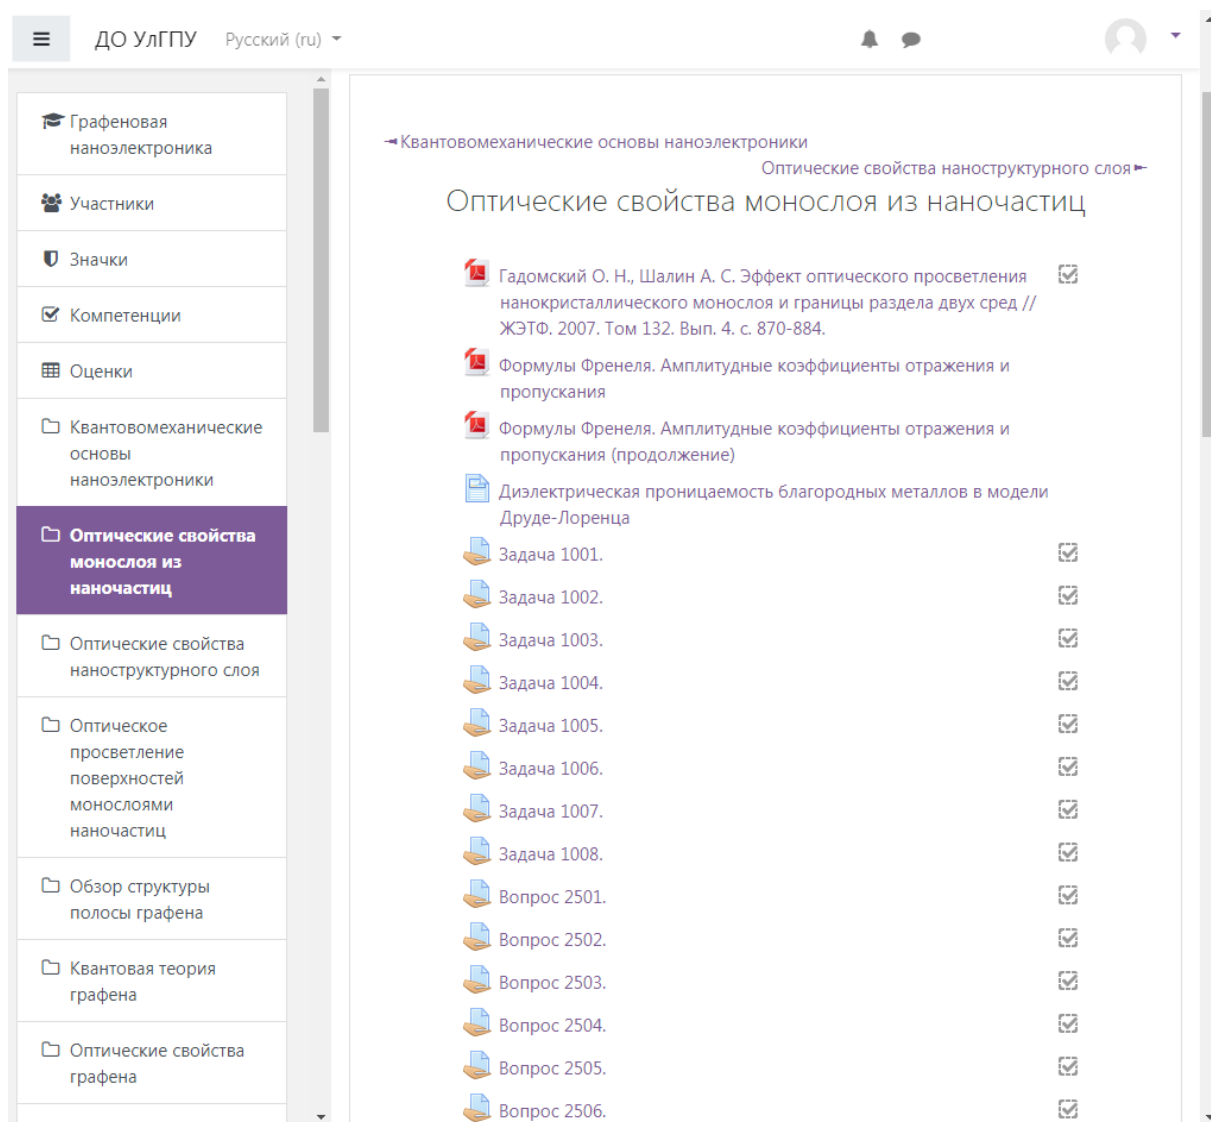 ДО УлГПУ Русский (ru)
Графеновая
наноэлектроника
Участники
Значки
Компетенции
Оценки
Квантовомеханические
основы
наноэлектроники
Оптические свойства
монослоя из
наночастиц
Оптические свойства
наноструктурного слоя
Оптическое
просветление
поверхностей
монослоями
наночастиц
Обзор структуры
полосы графена
Квантовая теория
графена
Оптические свойства
графена
Квантовомеханические основы наноэлектроники
Оптические свойства наноструктурного слоя
Оптические свойства монослоя из наночастиц
Гадомский О. Н., Шалин А. С. Эффект оптического просветления
нанокристаллического монослоя и границы раздела двух сред //
ЖЭТФ. 2007. Том 132. Вып. 4. с. 870-884.
Формулы Френеля. Амплитудные коэффициенты отражения и
пропускания
Формулы Френеля. Амплитудные коэффициенты отражения и
пропускания (продолжение)
Диэлектрическая проницаемость благородных металлов в модели
Друде-Лоренца
Задача 1001.
Задача 1002.
Задача 1003.
Задача 1004.
Задача 1005.
Задача 1006.
Задача 1007.
Задача 1008.
Вопрос 2501.
Вопрос 2502.
Вопрос 2503.
Вопрос 2504.
Вопрос 2505.
Вопрос 2506.